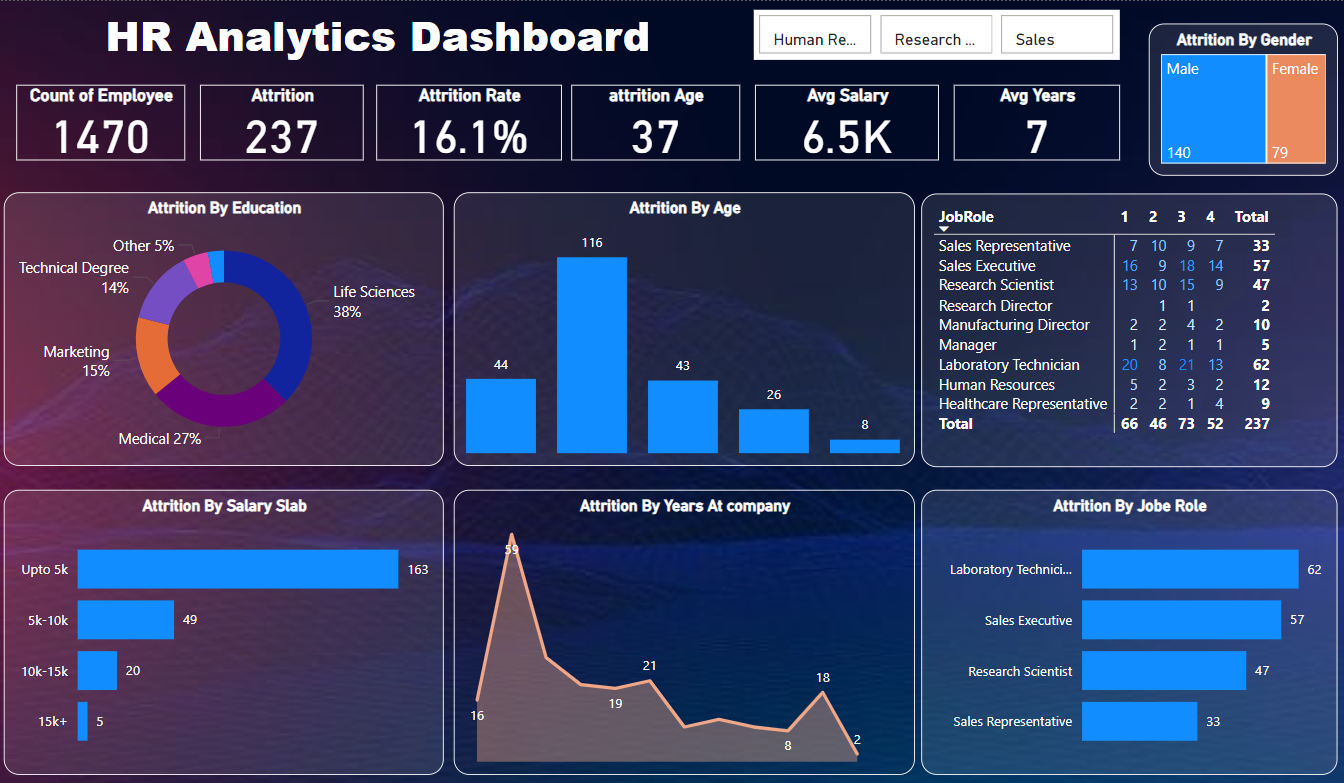 HR Analytics Dashboard
Human Re...
Research ...
Sales
Attrition By Gender
Male
Female
140
79
Count of Employee
1470
Attrition
237
Attrition Rate
16.1%
attrition Age
37
Avg Salary
6.5K
Avg Years
7
Attrition By Education
Other 5%
Technical Degree
14%
Life Sciences
38%
Marketing
15%
Medical 27%
Attrition By Age
116
44
43
26
8
JobRole 1 2 3 4 Total
Sales Representative 7 10 9 7 33
Sales Executive 16 9 18 14 57
Research Scientist 13 10 15 9 47
Research Director 1 1 2
Manufacturing Director 2 2 4 2 10
Manager 1 2 1 1 5
Laboratory Technician 20 8 21 13 62
Human Resources 5 2 3 2 12
Healthcare Representative 2 2 1 4 9
Total 66 46 73 52 237
Attrition By Salary Slab
Upto 5k 163
5k-10k 49
10k-15k 20
15k+ 5
Attrition By Years At company
59
21
18
16
19
8
2
Attrition By Jobe Role
Laboratory Technici... 62
Sales Executive 57
Research Scientist 47
Sales Representative 33